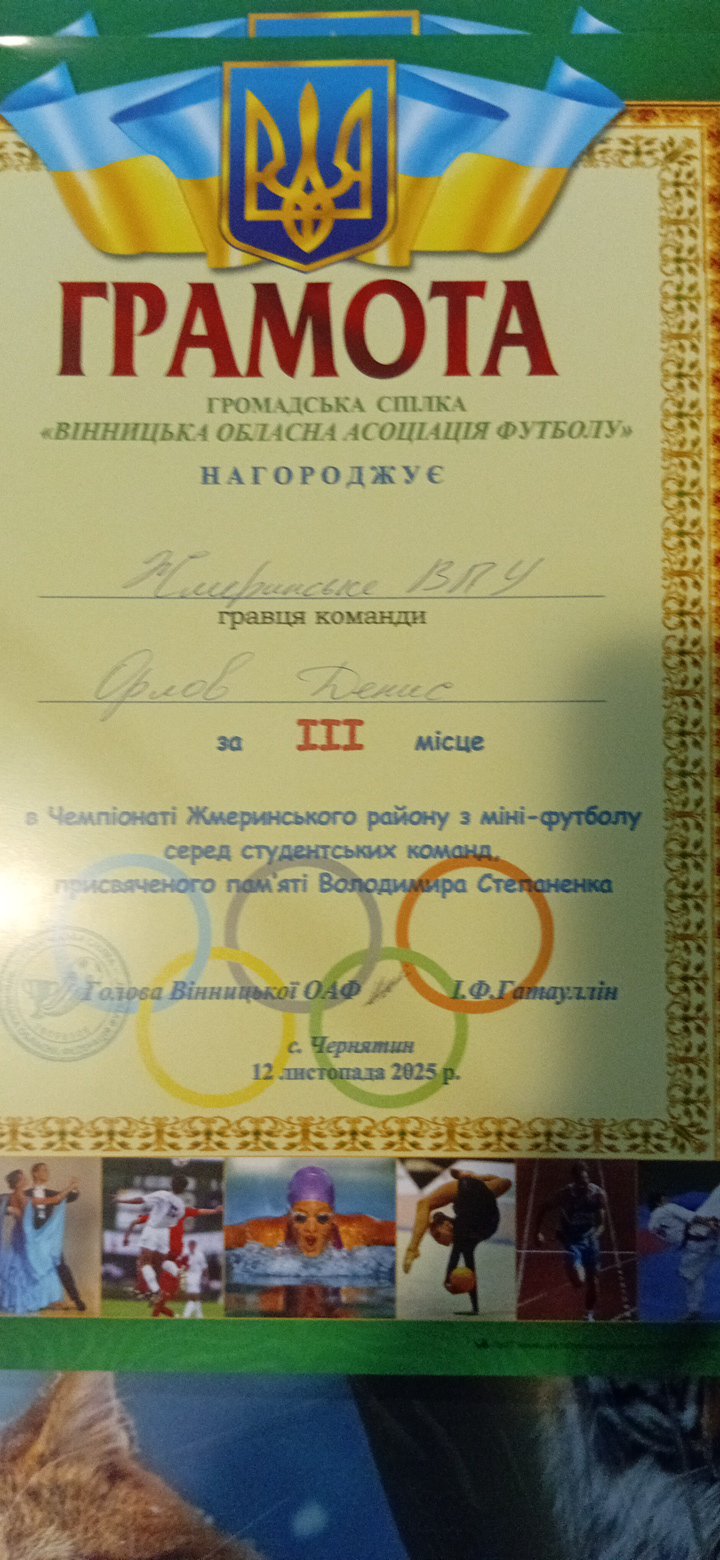 ГРАМОТА
ГРОМАДСЬКА СПІЛКА
«ВІННИЦЬКА ОБЛАСНА АСОЦІАЦІЯ ФУТБОЛУ»
НАГОРОДЖУЄ
Жмеринське ВПУ
гравця команди
Орлов Денис
за III місце
в Чемпіонаті Жмеринського району з міні-футболу
серед студентських команд,
присвяченого пам'яті Володимира Степаненка
Голова Вінницької ОАФ І.Ф.Гатауллін
с. Чернятин
12 листопада 2025 р.